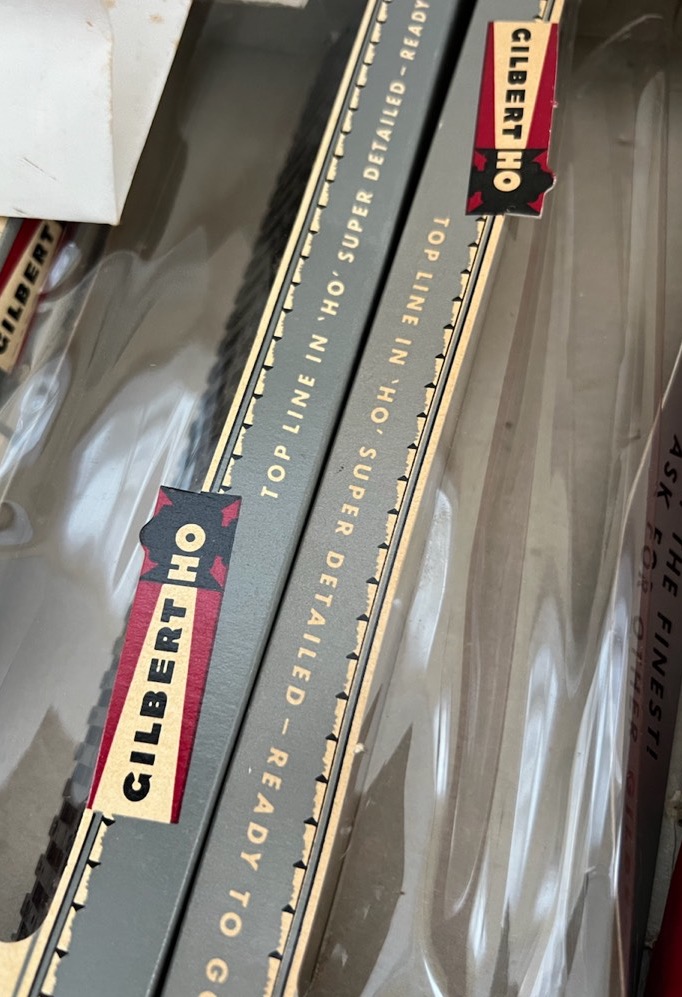 GILBERT
TOP LINE IN 'HO' SUPER DETAILED-READY
GILBERT HO
GILBERT HO
TOP LINE IN 'HO' SUPER DETAILED-READY TO G
THE FINEST!
ASK FOR OTHER